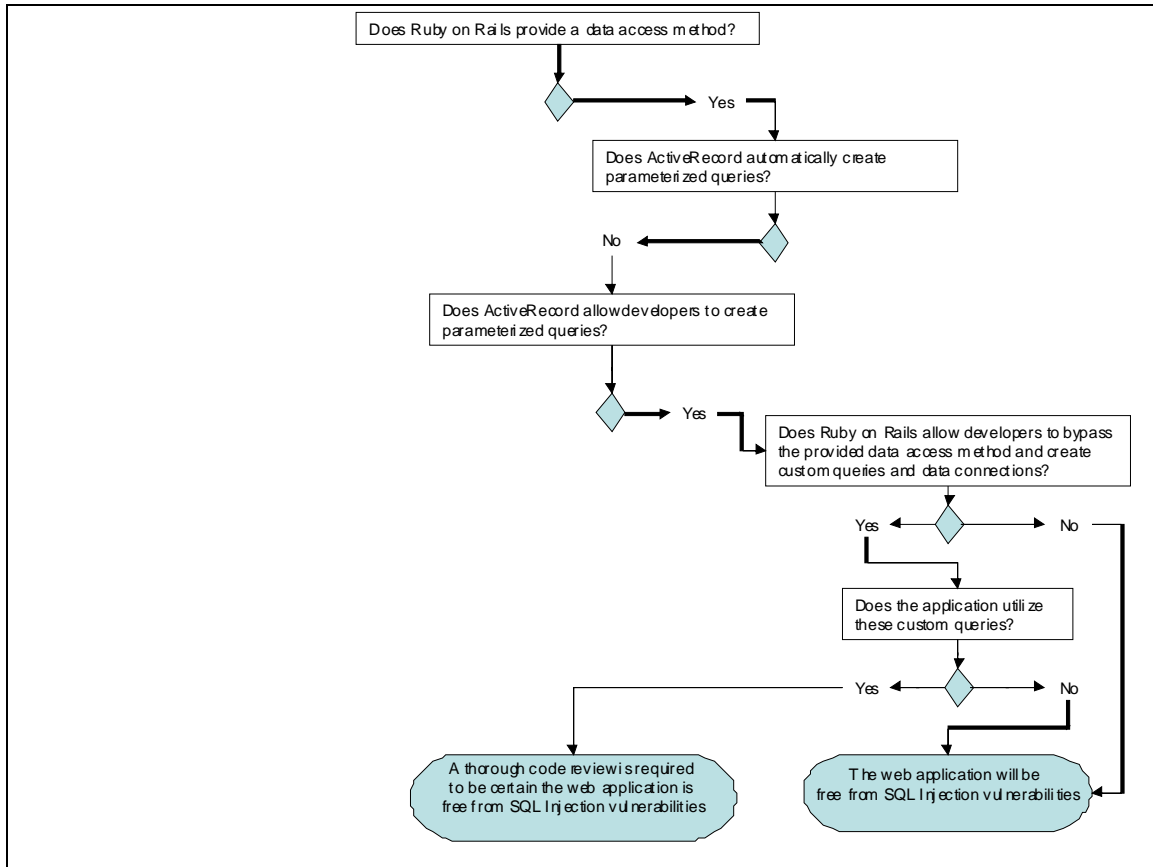 Does Ruby on Rails provide a data access method?
Yes
Does ActiveRecord automatically create
parameterized queries?
No
Does ActiveRecord allow developers to create
parameterized queries?
Yes
Does Ruby on Rails allow developers to bypass
the provided data access method and create
custom queries and data connections?
Yes
No
Does the application utilize
these custom queries?
Yes
No
A thorough code review is required
to be certain the web application is
free from SQL Injection vulnerabilities
The web application will be
free from SQL Injection vulnerabilities